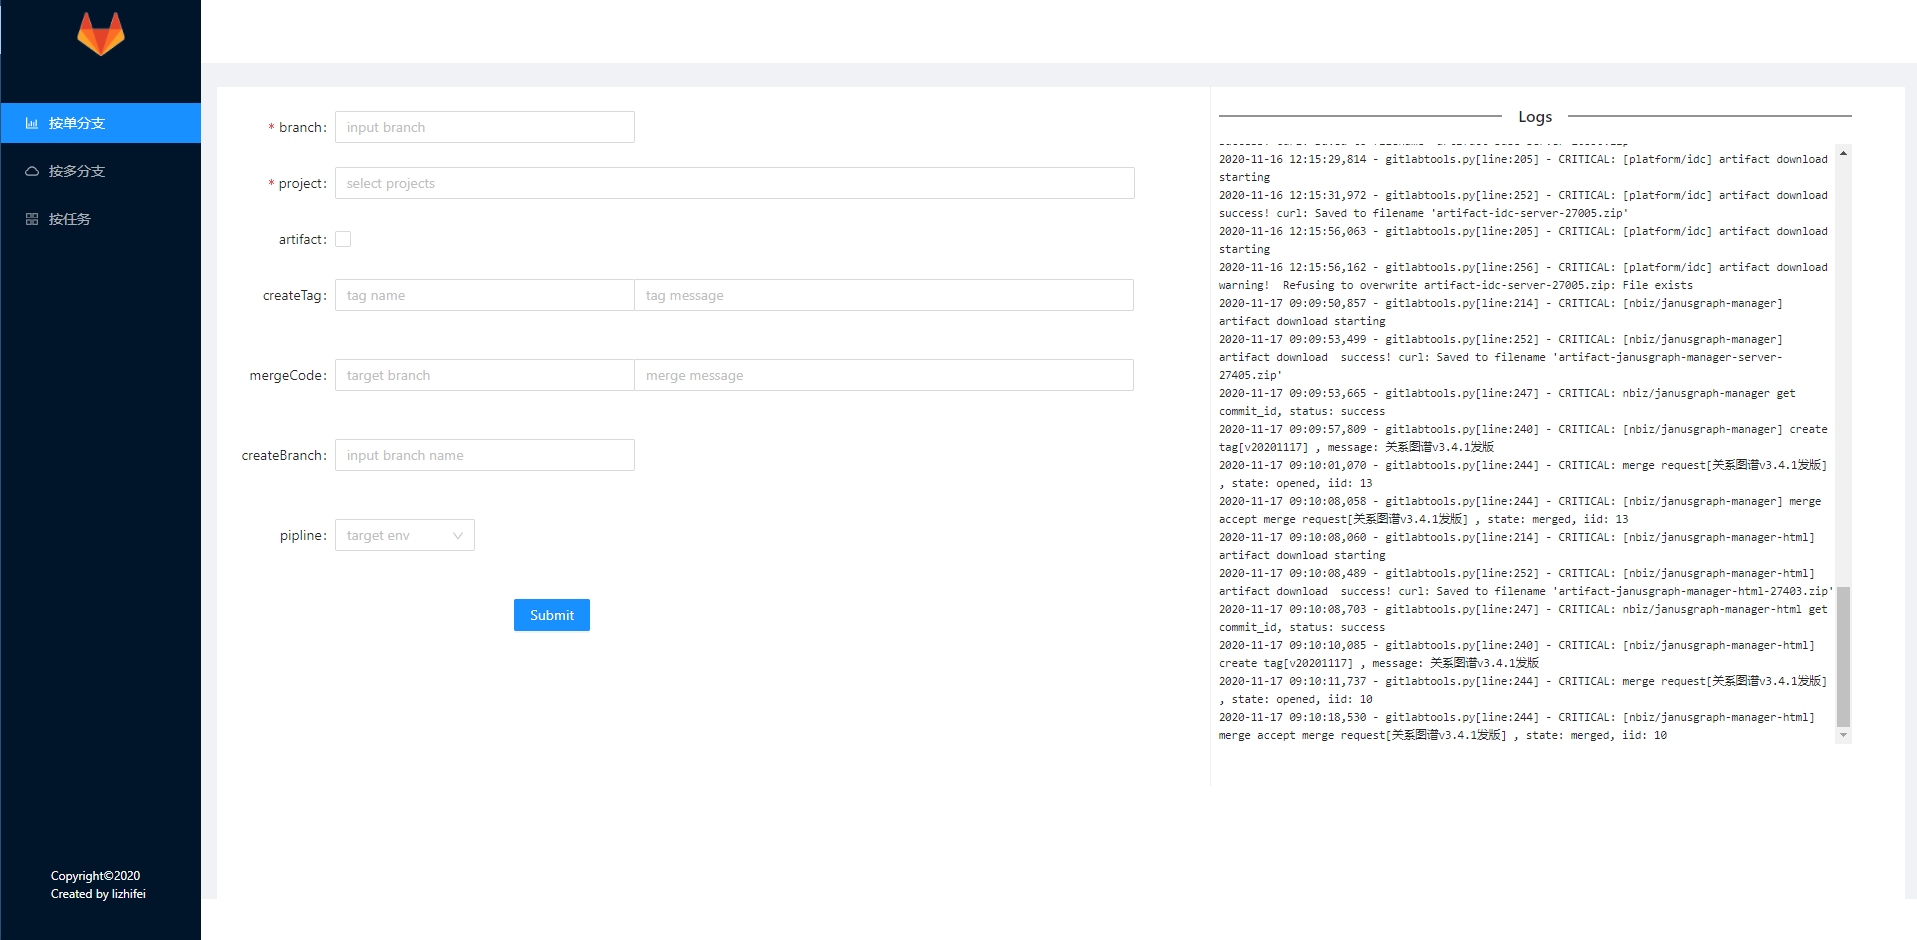 按单分支
按多分支
按任务
Copyright©2020
Created by lizhifei
* branch:
input branch
* project:
select projects
artifact:
createTag:
tag name
tag message
mergeCode:
target branch
merge message
createBranch:
input branch name
pipline:
target env
Submit
Logs
2020-11-16 12:15:29,814 - gitlabtools.py[line:205] - CRITICAL: [platform/idc] artifact download
starting
2020-11-16 12:15:31,972 - gitlabtools.py[line:252] - CRITICAL: [platform/idc] artifact download
success! curl: Saved to filename 'artifact-idc-server-27005.zip'
2020-11-16 12:15:56,063 - gitlabtools.py[line:205] - CRITICAL: [platform/idc] artifact download
starting
2020-11-16 12:15:56,162 - gitlabtools.py[line:256] - CRITICAL: [platform/idc] artifact download
warning!  Refusing to overwrite artifact-idc-server-27005.zip: File exists
2020-11-17 09:09:50,857 - gitlabtools.py[line:214] - CRITICAL: [nbiz/janusgraph-manager]
artifact download starting
2020-11-17 09:09:53,499 - gitlabtools.py[line:252] - CRITICAL: [nbiz/janusgraph-manager]
artifact download  success! curl: Saved to filename 'artifact-janusgraph-manager-server-
27405.zip'
2020-11-17 09:09:53,665 - gitlabtools.py[line:247] - CRITICAL: nbiz/janusgraph-manager get
commit_id, status: success
2020-11-17 09:09:57,809 - gitlabtools.py[line:240] - CRITICAL: [nbiz/janusgraph-manager] create
tag[v20201117] , message: 关系图谱v3.4.1发版
2020-11-17 09:10:01,070 - gitlabtools.py[line:244] - CRITICAL: merge request[关系图谱v3.4.1发版]
, state: opened, iid: 13
2020-11-17 09:10:08,058 - gitlabtools.py[line:244] - CRITICAL: [nbiz/janusgraph-manager] merge
accept merge request[关系图谱v3.4.1发版] , state: merged, iid: 13
2020-11-17 09:10:08,060 - gitlabtools.py[line:214] - CRITICAL: [nbiz/janusgraph-manager-html]
artifact download starting
2020-11-17 09:10:08,489 - gitlabtools.py[line:252] - CRITICAL: [nbiz/janusgraph-manager-html]
artifact download  success! curl: Saved to filename 'artifact-janusgraph-manager-html-27403.zip'
2020-11-17 09:10:08,703 - gitlabtools.py[line:247] - CRITICAL: nbiz/janusgraph-manager-html get
commit_id, status: success
2020-11-17 09:10:10,085 - gitlabtools.py[line:240] - CRITICAL: [nbiz/janusgraph-manager-html]
create tag[v20201117] , message: 关系图谱v3.4.1发版
2020-11-17 09:10:11,737 - gitlabtools.py[line:244] - CRITICAL: merge request[关系图谱v3.4.1发版]
, state: opened, iid: 10
2020-11-17 09:10:18,530 - gitlabtools.py[line:244] - CRITICAL: [nbiz/janusgraph-manager-html]
merge accept merge request[关系图谱v3.4.1发版] , state: merged, iid: 10